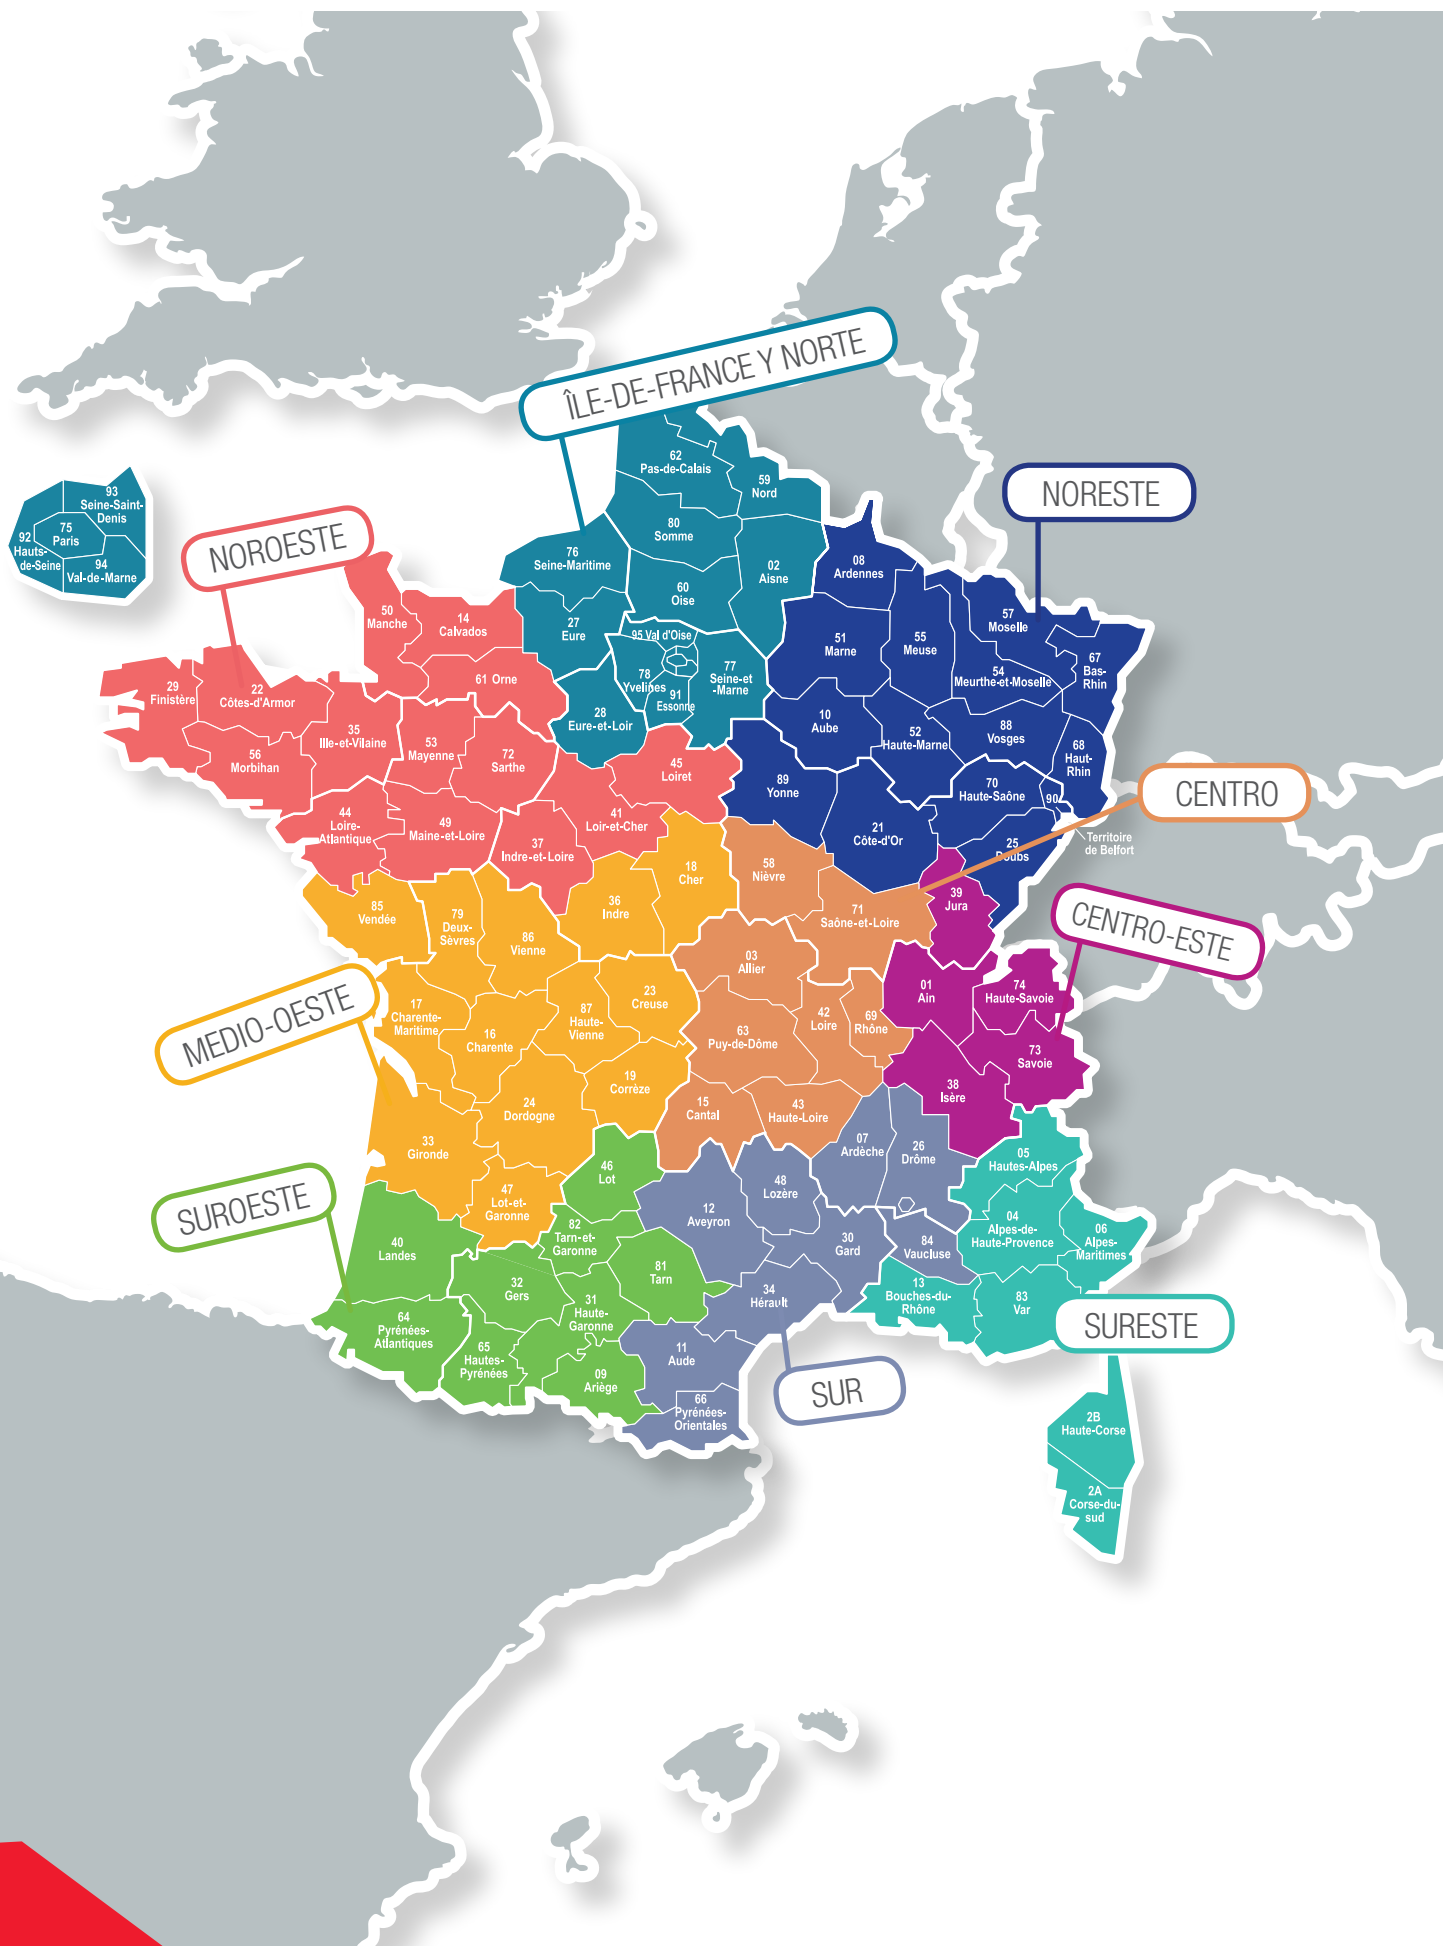 ÎLE-DE-FRANCE Y NORTE
62
Pas-de-Calais
59
Nord
80
Somme
76
Seine-Maritime
02
Aisne
60
Oise
27
Eure
95 Val d'Oise
78
Yvelines
91
Essonne
77
Seine-et
-Marne
28
Eure-et-Loir
93
Seine-Saint-
Denis
75
Paris
92
Hauts-
de-Seine
94
Val-de-Marne
NOROESTE
50
Manche
14
Calvados
61 Orne
29
Finistère
22
Côtes-d'Armor
35
Ille-et-Vilaine
56
Morbihan
53
Mayenne
72
Sarthe
45
Loiret
41
Loir-et-Cher
44
Loire-
Atlantique
49
Maine-et-Loire
37
Indre-et-Loire
NORESTE
08
Ardennes
51
Marne
55
Meuse
57
Moselle
54
Meurthe-et-Moselle
67
Bas-
Rhin
10
Aube
52
Haute-Marne
88
Vosges
68
Haut-
Rhin
89
Yonne
70
Haute-Saône
90
Territoire
de Belfort
21
Côte-d'Or
25
Doubs
CENTRO
58
Nièvre
71
Saône-et-Loire
03
Allier
63
Puy-de-Dôme
42
Loire
69
Rhône
15
Cantal
43
Haute-Loire
CENTRO-ESTE
39
Jura
01
Ain
74
Haute-Savoie
73
Savoie
38
Isère
MEDIO-OESTE
18
Cher
36
Indre
85
Vendée
79
Deux-
Sèvres
86
Vienne
17
Charente-
Maritime
16
Charente
87
Haute-
Vienne
23
Creuse
19
Corrèze
24
Dordogne
33
Gironde
47
Lot-et-
Garonne
SUROESTE
46
Lot
40
Landes
82
Tarn-et-
Garonne
81
Tarn
32
Gers
31
Haute-
Garonne
64
Pyrénées-
Atlantiques
65
Hautes-
Pyrénées
09
Ariège
SUR
07
Ardèche
26
Drôme
48
Lozère
12
Aveyron
30
Gard
84
Vaucluse
34
Hérault
11
Aude
66
Pyrénées-
Orientales
SURESTE
05
Hautes-Alpes
04
Alpes-de-
Haute-Provence
06
Alpes-
Maritimes
13
Bouches-du-
Rhône
83
Var
2B
Haute-Corse
2A
Corse-du-
sud